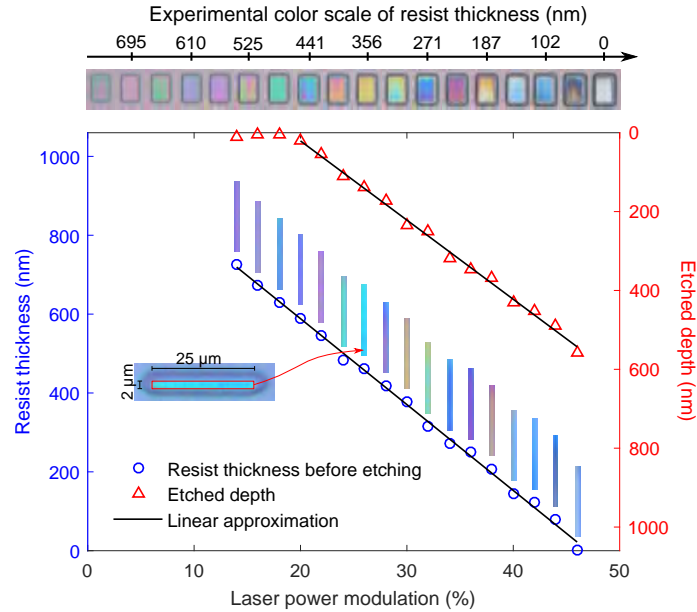 Experimental color scale of resist thickness (nm)
695 610 525 441 356 271 187 102 0
1000
800
600
400
200
0
Resist thickness (nm)
0
200
400
600
800
1000
Etched depth (nm)
25 µm
2 µm
Resist thickness before etching
Etched depth
Linear approximation
0 10 20 30 40 50
Laser power modulation (%)